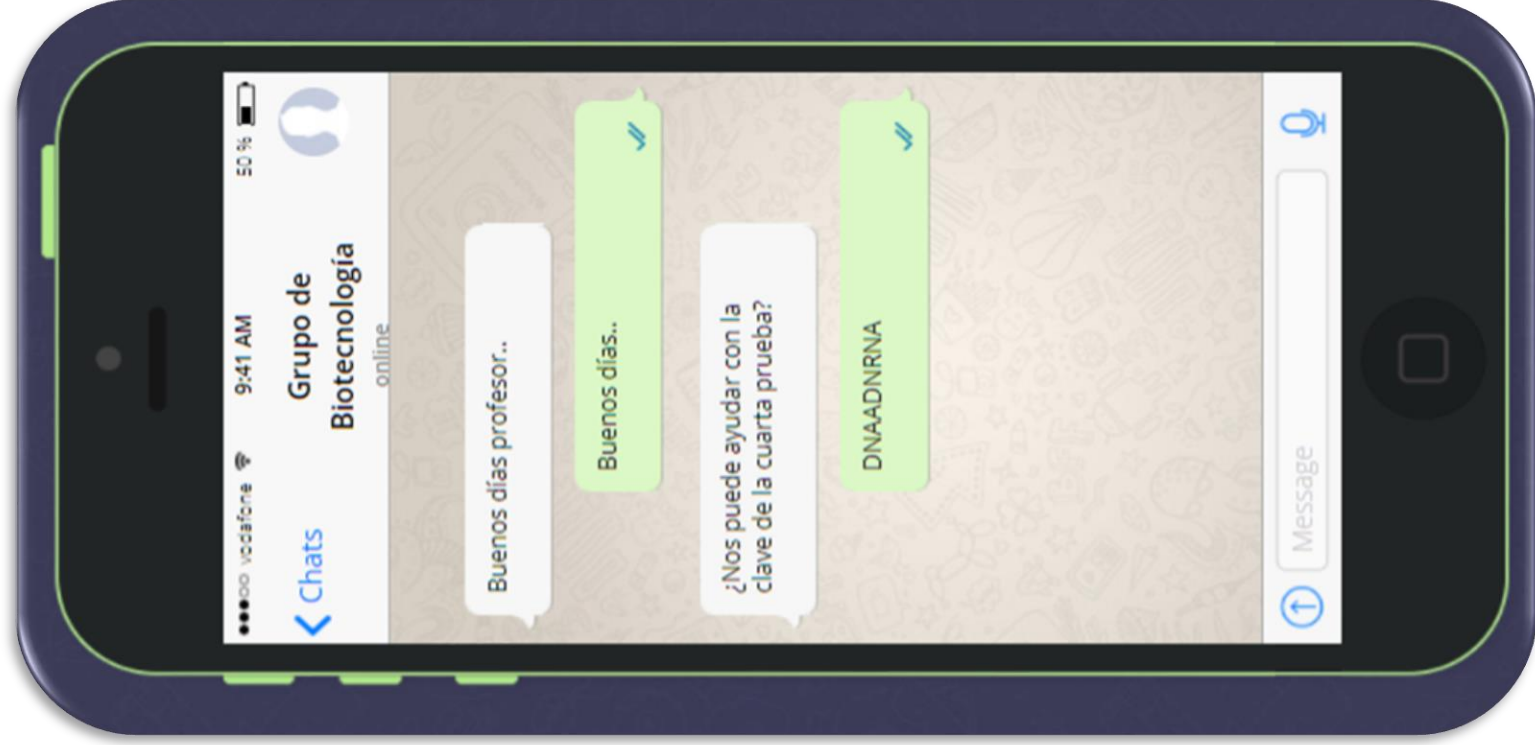 vodafone 9:41 AM 50 %
Chats
Grupo de
Biotecnología
online
Buenos días profesor..
Buenos días..
¿Nos puede ayudar con la
clave de la cuarta prueba?
DNAADNRNA
Message